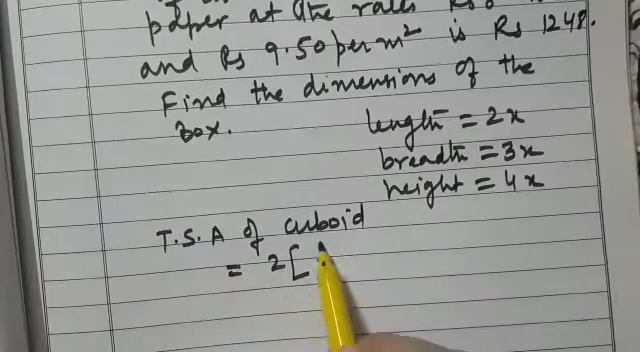 paper at the rates Rs
and Rs 9.50 per m² is Rs 1248.
Find the dimensions of the
box.
length = 2x
breadth = 3x
height = 4x
T.S.A of cuboid
= 2 [